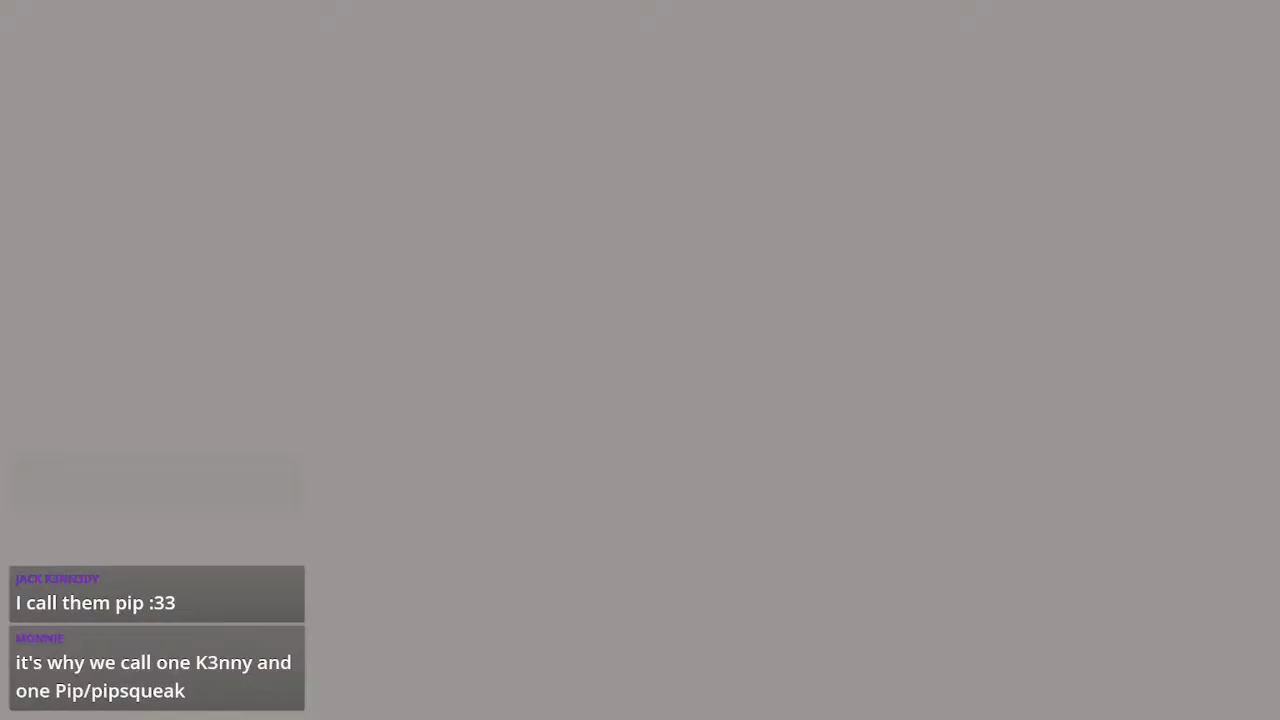 JACK K3NN3DY
I call them pip :33
MONNIE
it's why we call one K3nny and
one Pip/pipsqueak